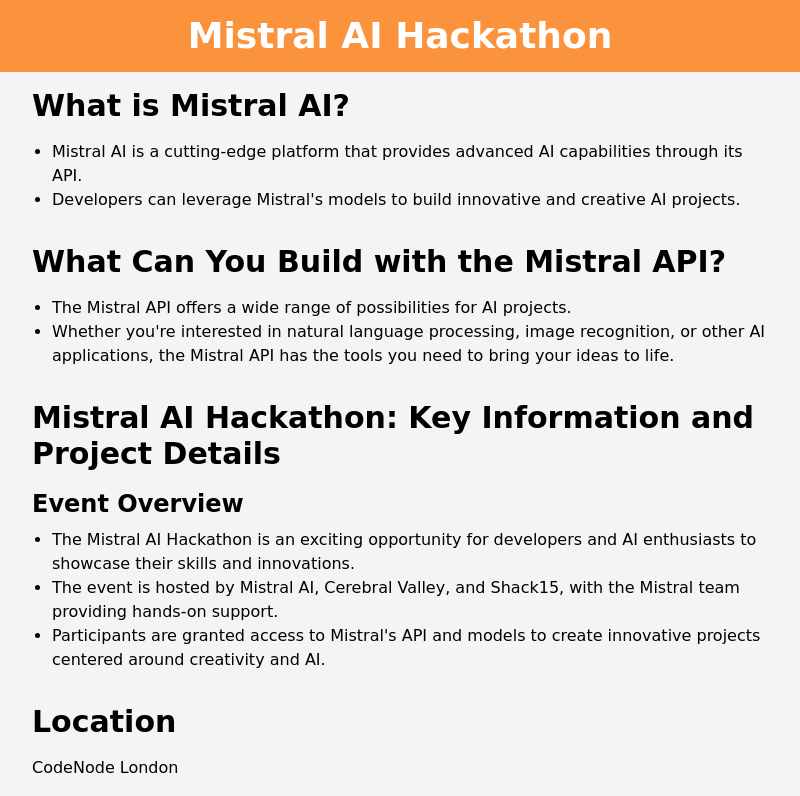 Mistral AI Hackathon
What is Mistral AI?
• Mistral AI is a cutting-edge platform that provides advanced AI capabilities through its
API.
• Developers can leverage Mistral's models to build innovative and creative AI projects.
What Can You Build with the Mistral API?
• The Mistral API offers a wide range of possibilities for AI projects.
• Whether you're interested in natural language processing, image recognition, or other AI
applications, the Mistral API has the tools you need to bring your ideas to life.
Mistral AI Hackathon: Key Information and
Project Details
Event Overview
• The Mistral AI Hackathon is an exciting opportunity for developers and AI enthusiasts to
showcase their skills and innovations.
• The event is hosted by Mistral AI, Cerebral Valley, and Shack15, with the Mistral team
providing hands-on support.
• Participants are granted access to Mistral's API and models to create innovative projects
centered around creativity and AI.
Location
CodeNode London